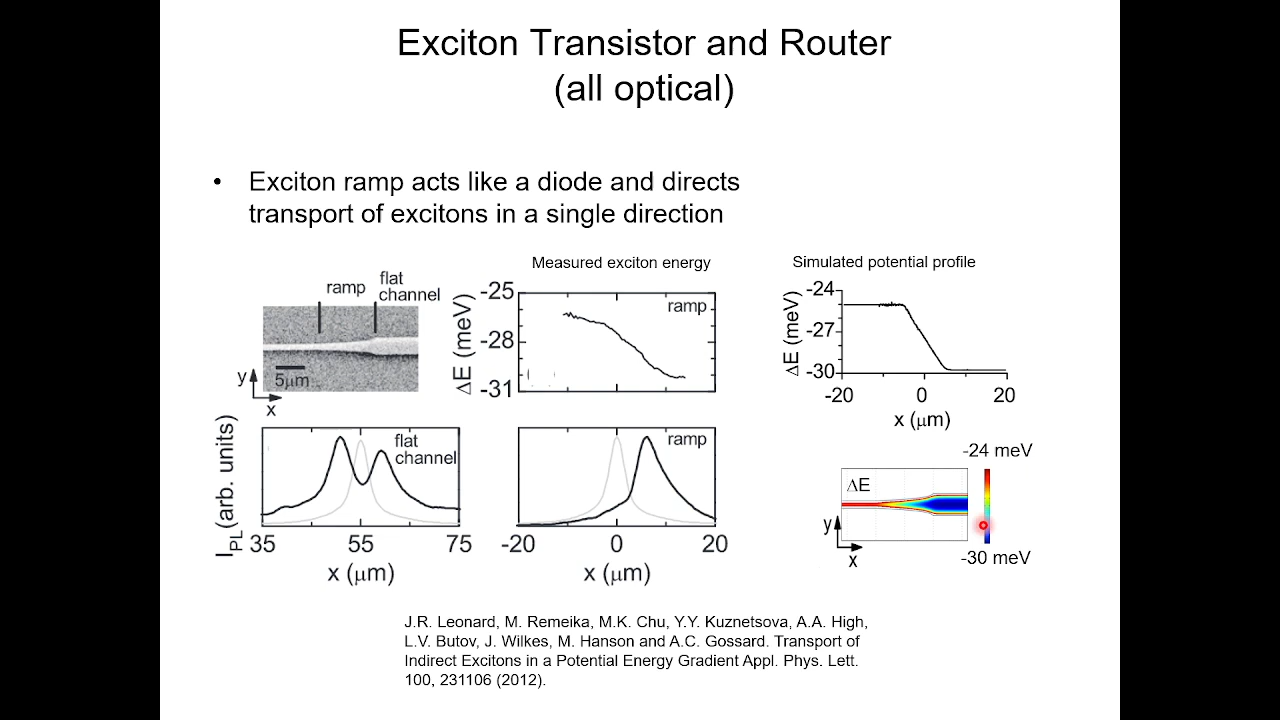 Exciton Transistor and Router
(all optical)
• Exciton ramp acts like a diode and directs
transport of excitons in a single direction
ramp
flat
channel
5μm
y
x
Measured exciton energy
ΔE (meV)
-25
-28
-31
ramp
Simulated potential profile
ΔE (meV)
-24
-27
-30
-20 0 20
x (μm)
IPL(arb. units)
flat
channel
35 55 75
x (μm)
ramp
-20 0 20
x (μm)
-24 meV
ΔE
y
x
-30 meV
J.R. Leonard, M. Remeika, M.K. Chu, Y.Y. Kuznetsova, A.A. High,
L.V. Butov, J. Wilkes, M. Hanson and A.C. Gossard. Transport of
Indirect Excitons in a Potential Energy Gradient Appl. Phys. Lett.
100, 231106 (2012).